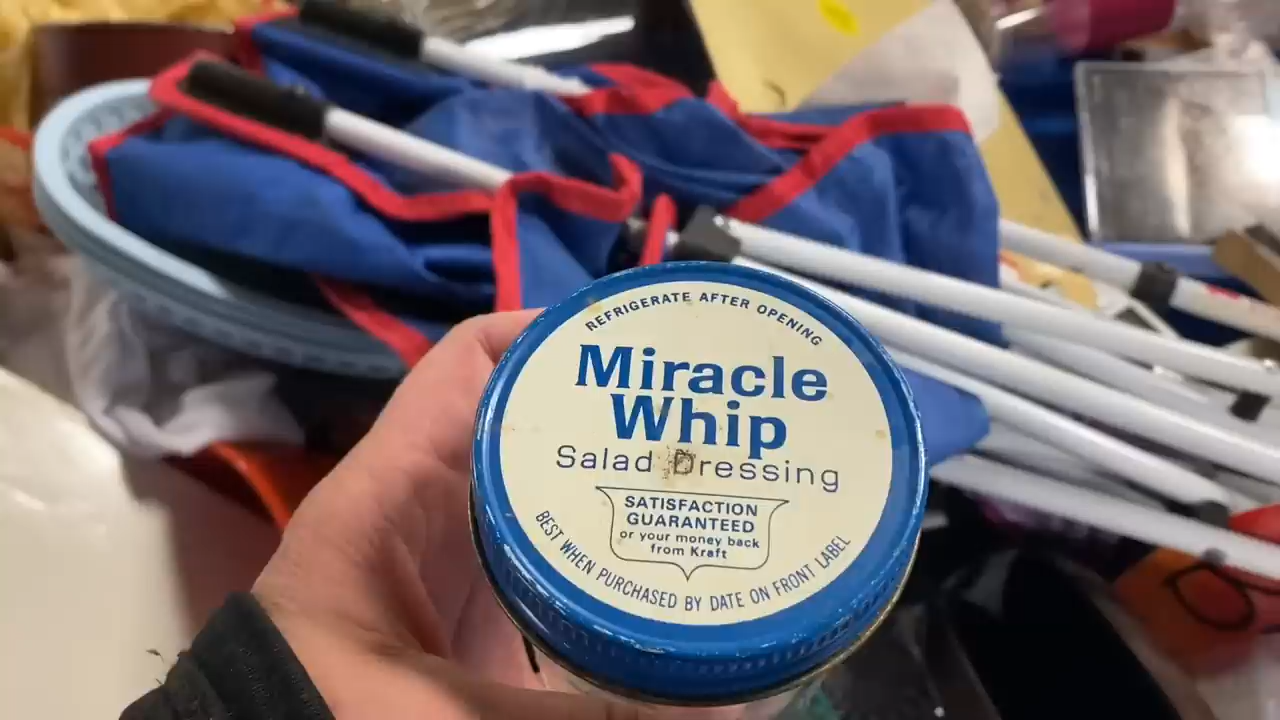 REFRIGERATE AFTER OPENING
Miracle
Whip
Salad Dressing
SATISFACTION
GUARANTEED
or your money back
from Kraft
BEST WHEN PURCHASED BY DATE ON FRONT LABEL